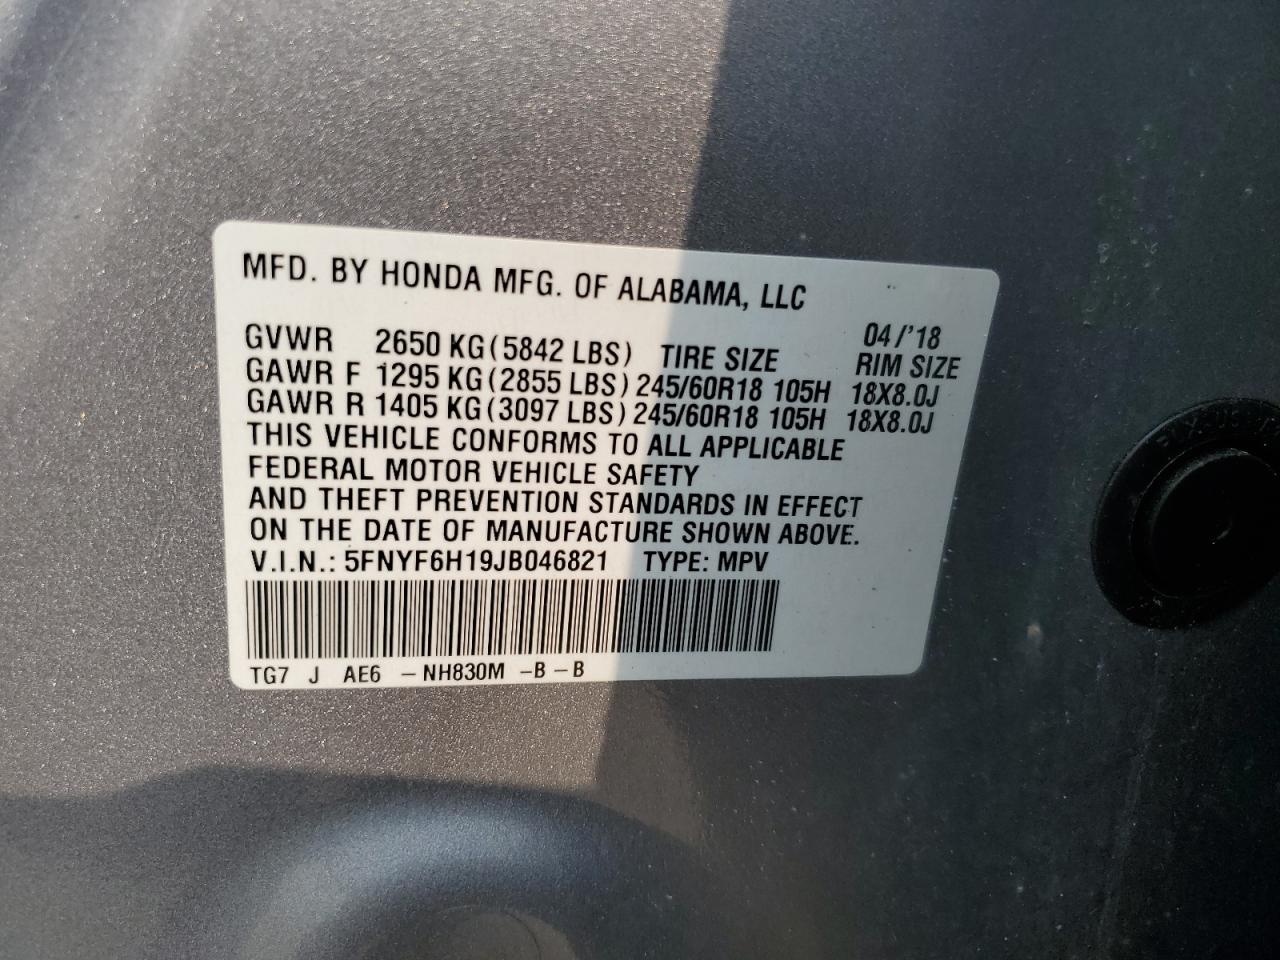 MFD. BY HONDA MFG. OF ALABAMA, LLC
04/'18
GVWR 2650 KG (5842 LBS) TIRE SIZE RIM SIZE
GAWR F 1295 KG (2855 LBS) 245/60R18 105H 18X8.0J
GAWR R 1405 KG (3097 LBS) 245/60R18 105H 18X8.0J
THIS VEHICLE CONFORMS TO ALL APPLICABLE
FEDERAL MOTOR VEHICLE SAFETY
AND THEFT PREVENTION STANDARDS IN EFFECT
ON THE DATE OF MANUFACTURE SHOWN ABOVE.
V.I.N.: 5FNYF6H19JB046821 TYPE: MPV
TG7 J AE6 – NH830M –B – B